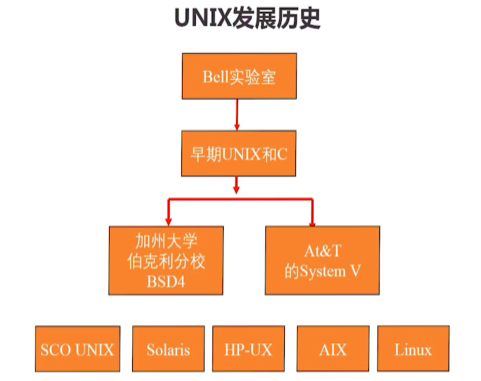 UNIX发展历史
Bell实验室
早期UNIX和C
加州大学
伯克利分校
BSD4
At&T
的System V
SCO UNIX
Solaris
HP-UX
AIX
Linux